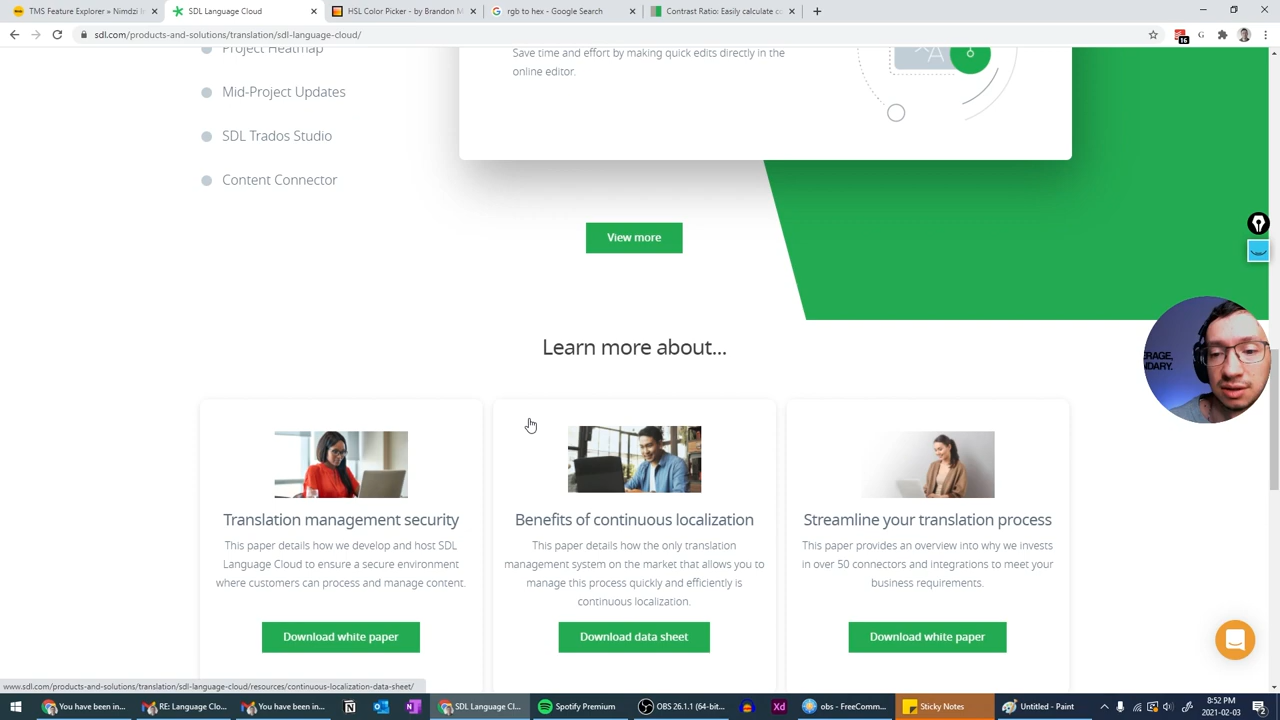 TMS Feature Explorer » Nimdzi In
SDL Language Cloud
HSL Color Picker - by Brandon M
rgb to hex - Google Search
Contrast Ratio: Easily calculate co
sdl.com/products-and-solutions/translation/sdl-language-cloud/
16
Project Heatmap
Mid-Project Updates
SDL Trados Studio
Content Connector
Save time and effort by making quick edits directly in the
online editor.
View more
ERAGE,
NDARY.
Learn more about...
Translation management security
This paper details how we develop and host SDL
Language Cloud to ensure a secure environment
where customers can process and manage content.
Download white paper
Benefits of continuous localization
This paper details how the only translation
management system on the market that allows you to
manage this process quickly and efficiently is
continuous localization.
Download data sheet
Streamline your translation process
This paper provides an overview into why we invests
in over 50 connectors and integrations to meet your
business requirements.
Download white paper
www.sdl.com/products-and-solutions/translation/sdl-language-cloud/resources/continuous-localization-data-sheet/
You have been in...
RE: Language Clo...
You have been in...
SDL Language Cl...
Spotify Premium
OBS 26.1.1 (64-bit...
Xd
obs - FreeComm...
Sticky Notes
Untitled - Paint
8:52 PM
2021-02-03
2